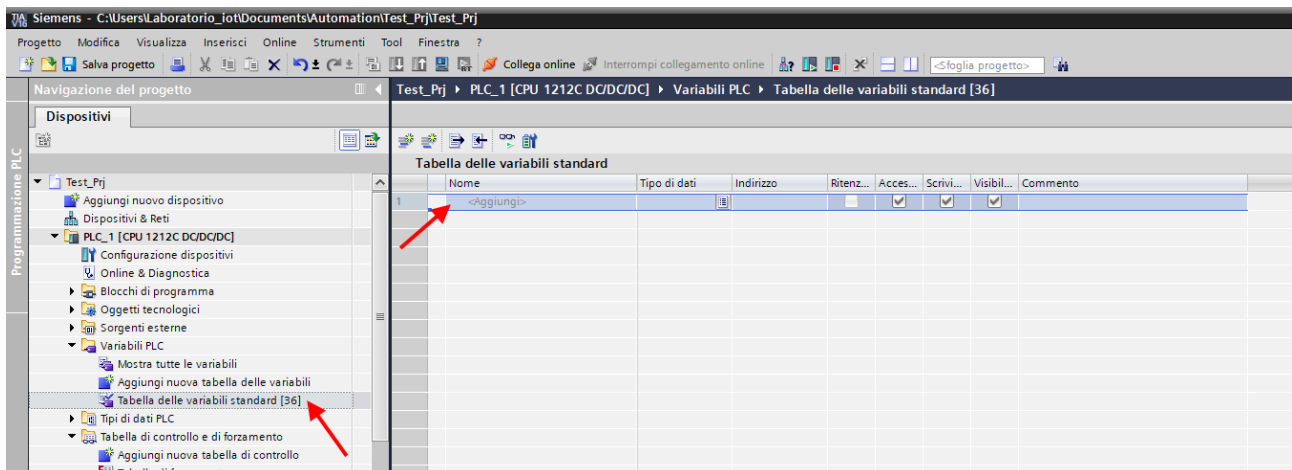 Siemens - C:\Users\Laboratorio_iot\Documents\Automation\Test_Prj\Test_Prj
Progetto Modifica Visualizza Inserisci Online Strumenti Tool Finestra ?
Salva progetto Collega online Interrompi collegamento online <Sfoglia progetto>
Navigazione del progetto
Test_Prj PLC_1 [CPU 1212C DC/DC/DC] Variabili PLC Tabella delle variabili standard [36]
Dispositivi
Programmazione PLC
Tabella delle variabili standard
Nome Tipo di dati Indirizzo Ritenz... Acces... Scrivi... Visibil... Commento
1 <Aggiungi>
Test_Prj
Aggiungi nuovo dispositivo
Dispositivi & Reti
PLC_1 [CPU 1212C DC/DC/DC]
Configurazione dispositivi
Online & Diagnostica
Blocchi di programma
Oggetti tecnologici
Sorgenti esterne
Variabili PLC
Mostra tutte le variabili
Aggiungi nuova tabella delle variabili
Tabella delle variabili standard [36]
Tipi di dati PLC
Tabella di controllo e di forzamento
Aggiungi nuova tabella di controllo